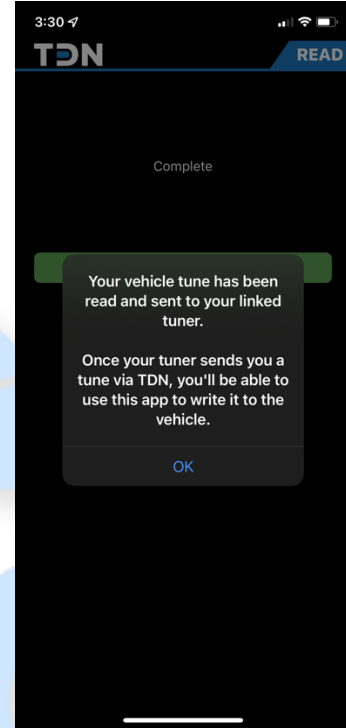 3:30
TDN
READ
Complete
Your vehicle tune has been
read and sent to your linked
tuner.
Once your tuner sends you a
tune via TDN, you'll be able to
use this app to write it to the
vehicle.
OK